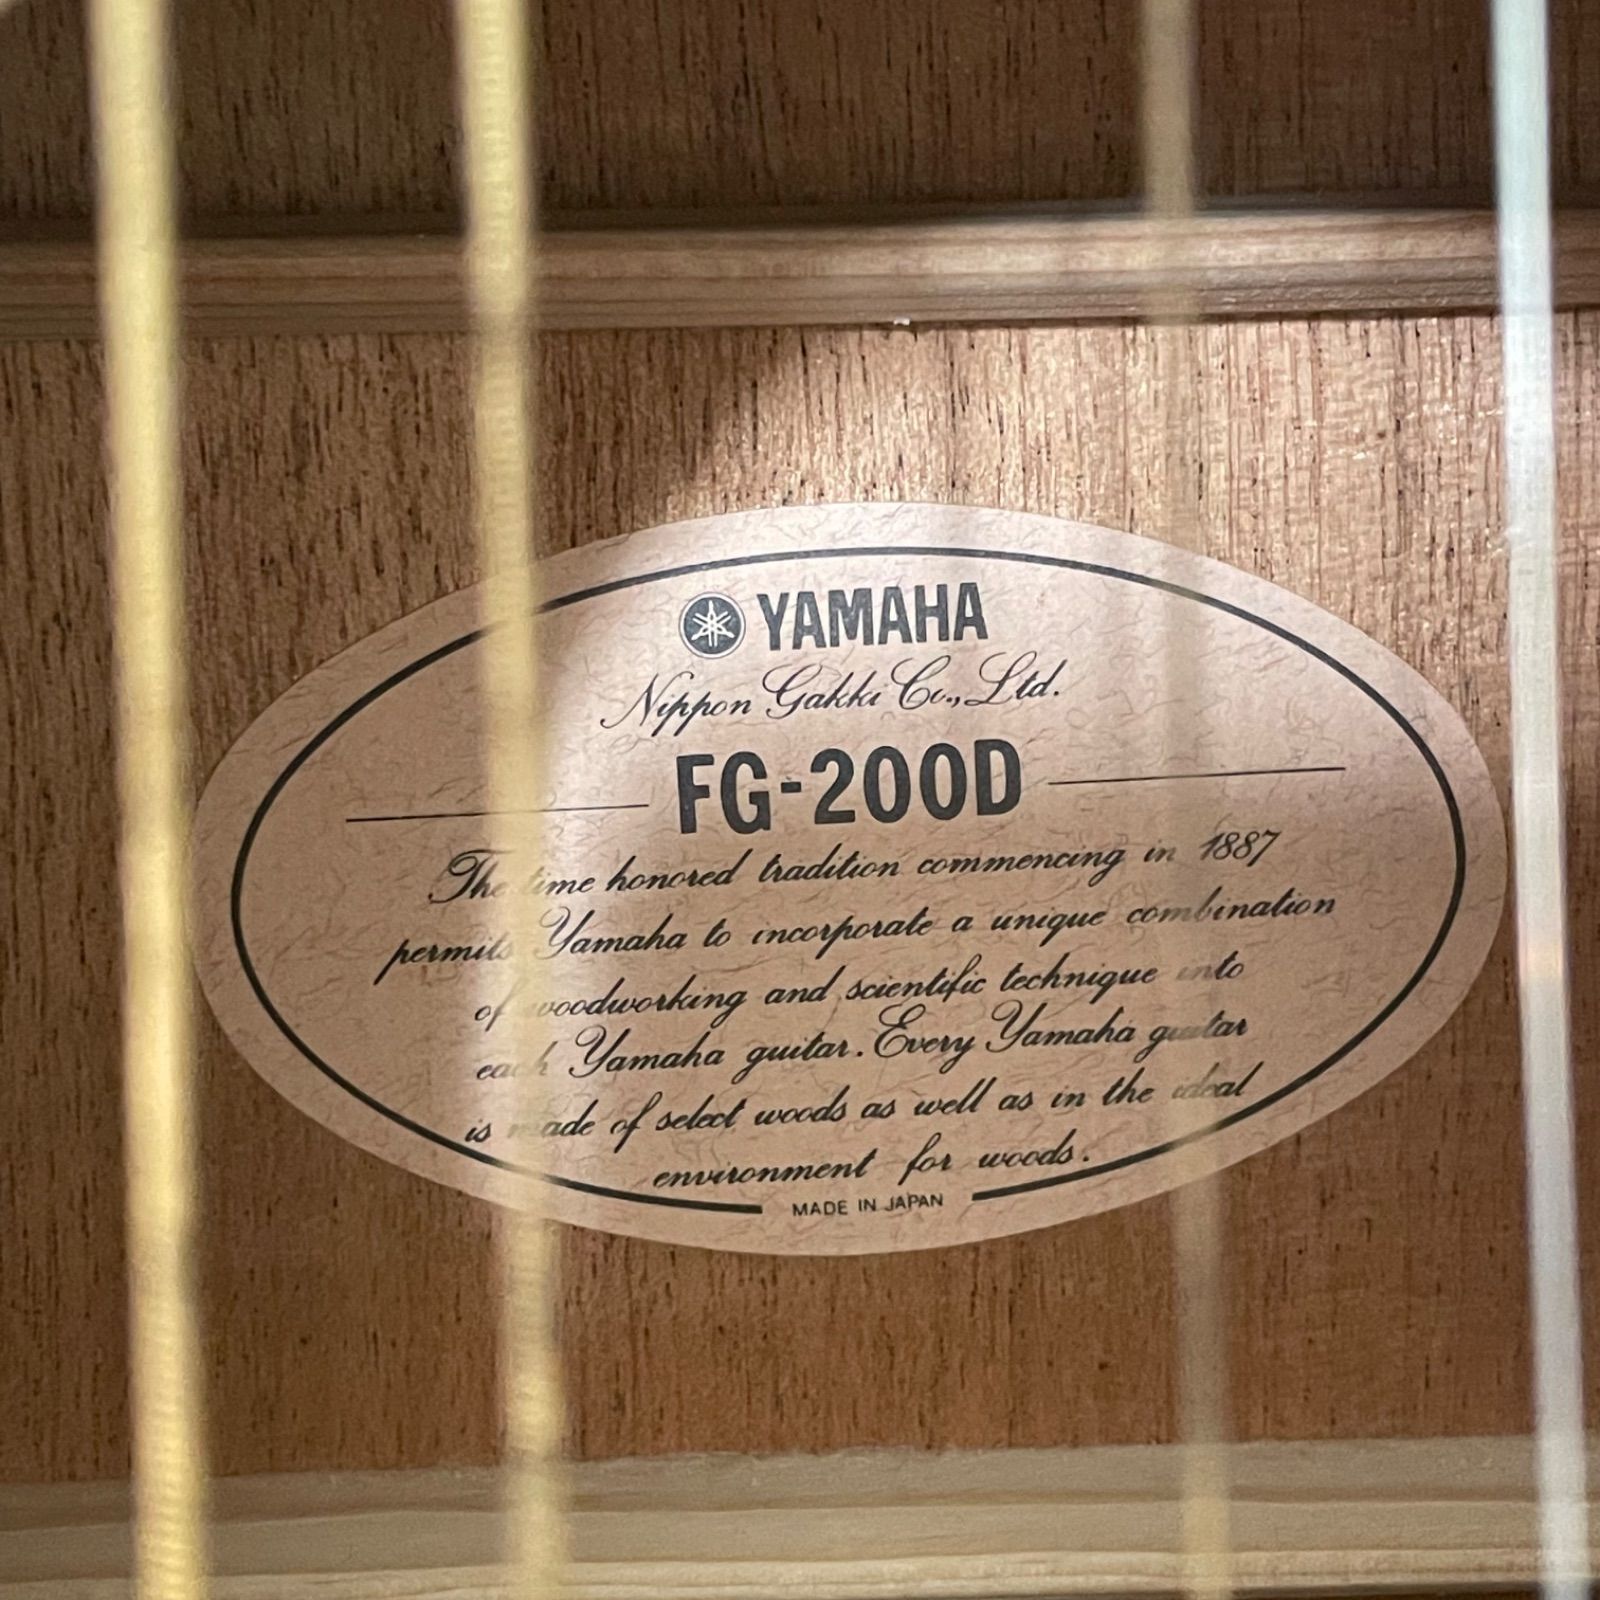 YAMAHA
Nippon Gakki Co., Ltd.
FG-200D
The time honored tradition commencing in 1887
permits Yamaha to incorporate a unique combination
of woodworking and scientific technique into
each Yamaha guitar. Every Yamaha guitar
is made of select woods as well as in the ideal
environment for woods.
MADE IN JAPAN